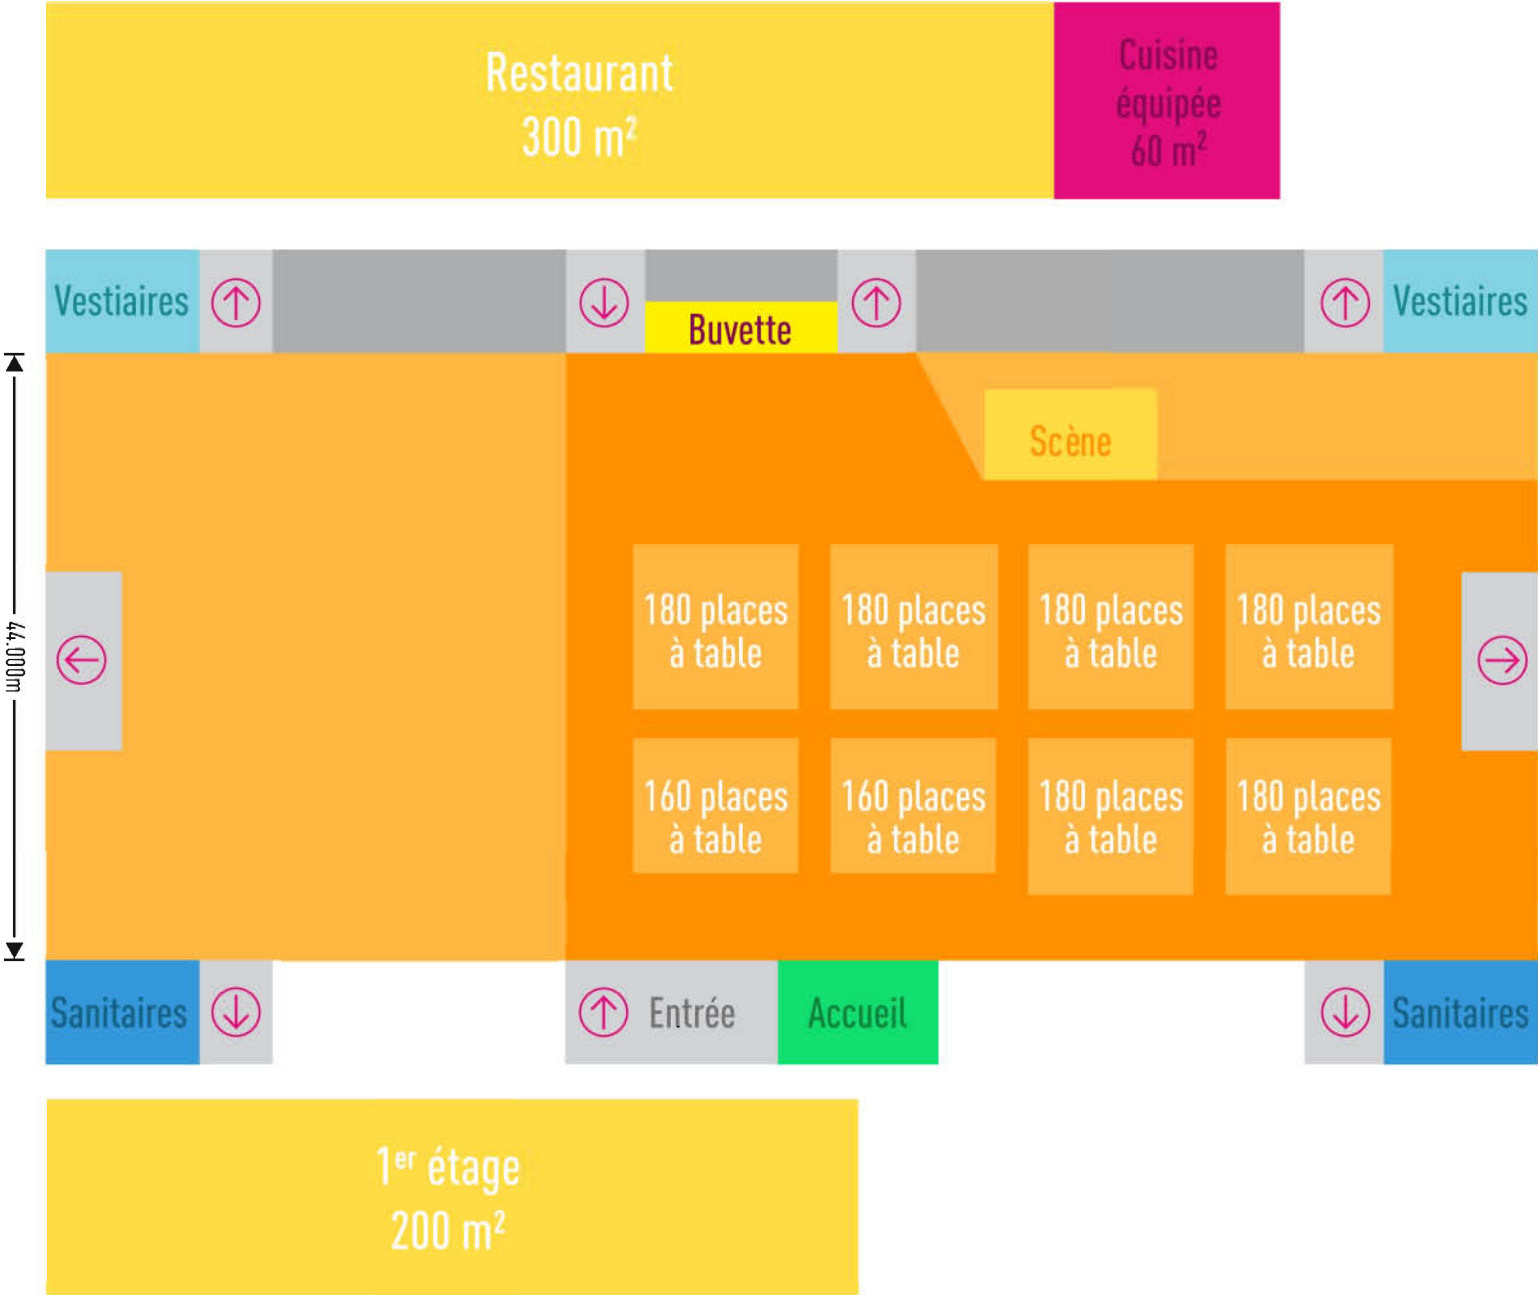 Restaurant
300 m²
Cuisine
équipée
60 m²
Vestiaires
Buvette
Vestiaires
Scène
44.000m
180 places
à table
180 places
à table
180 places
à table
180 places
à table
160 places
à table
160 places
à table
180 places
à table
180 places
à table
Sanitaires
Entrée
Accueil
Sanitaires
1er étage
200 m²